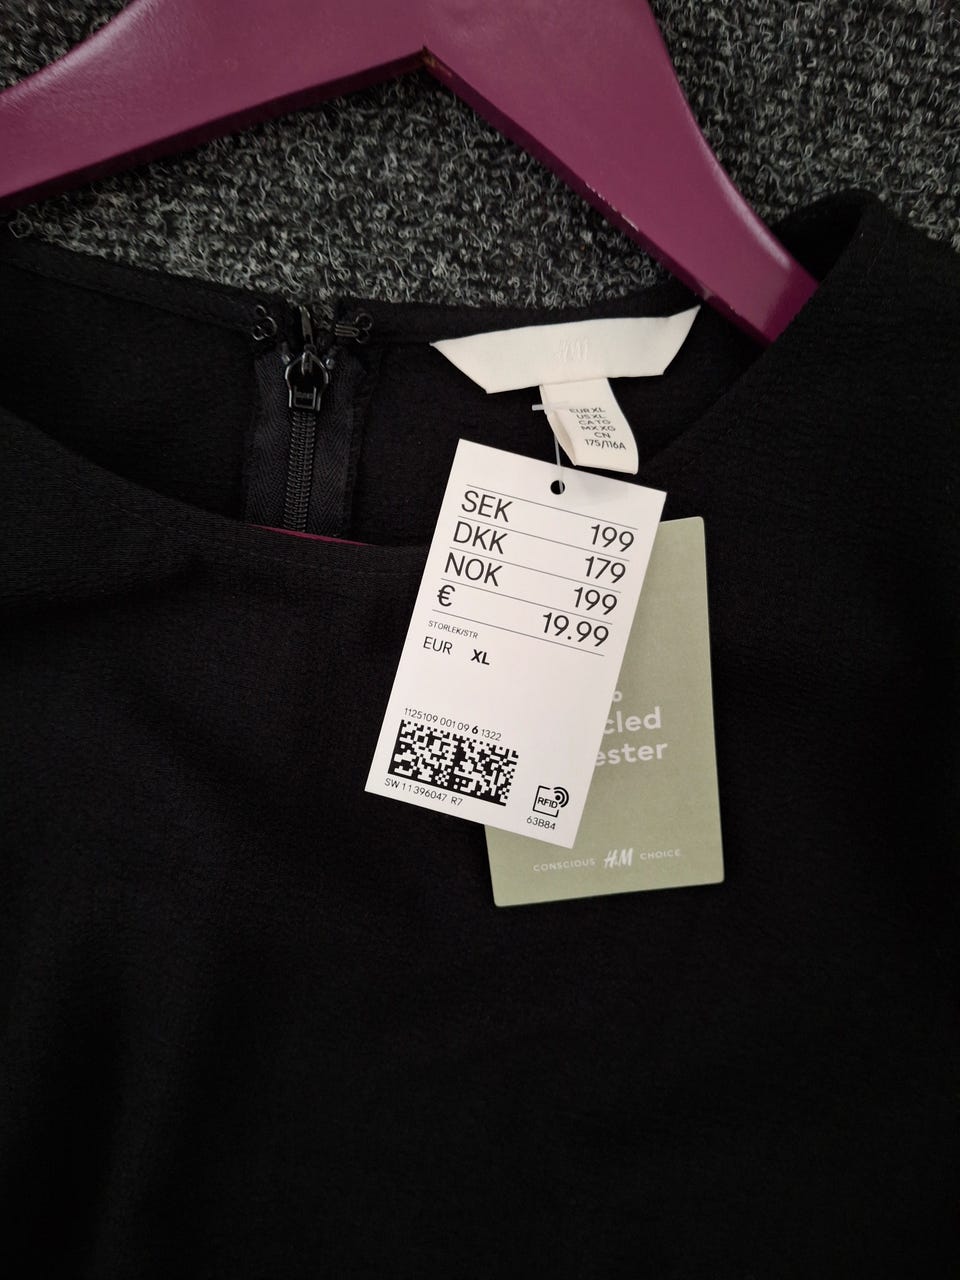 H&M
EUR XL
US XL
CA TG
MX XG
CN
175/116A
SEK 199
DKK 179
NOK 199
€ 19.99
STORLEK/STR
EUR XL
1125109 001 09 6 1322
SW 11 396047 R7
RFID
63B84
cled
ester
CONSCIOUS H&M CHOICE